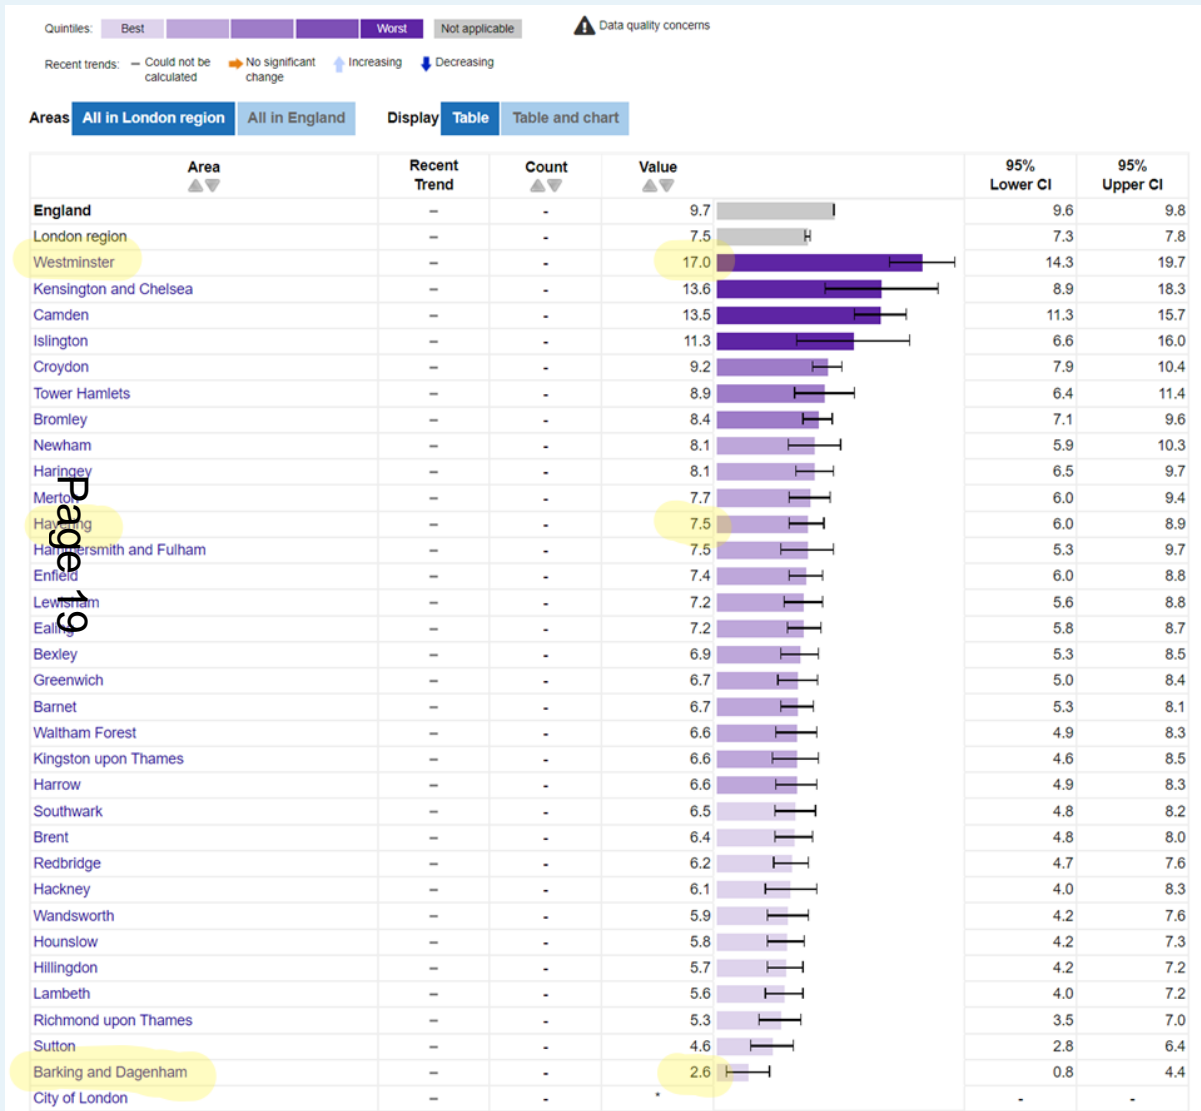 Quintiles: Best Worst Not applicable Data quality concerns
Recent trends: – Could not be calculated No significant change Increasing Decreasing
Areas All in London region All in England Display Table Table and chart
Area Recent Trend Count Value 95% Lower CI 95% Upper CI
England – - 9.7 9.6 9.8
London region – - 7.5 7.3 7.8
Westminster – - 17.0 14.3 19.7
Kensington and Chelsea – - 13.6 8.9 18.3
Camden – - 13.5 11.3 15.7
Islington – - 11.3 6.6 16.0
Croydon – - 9.2 7.9 10.4
Tower Hamlets – - 8.9 6.4 11.4
Bromley – - 8.4 7.1 9.6
Newham – - 8.1 5.9 10.3
Haringey – - 8.1 6.5 9.7
Merton – - 7.7 6.0 9.4
Havering – - 7.5 6.0 8.9
Hammersmith and Fulham – - 7.5 5.3 9.7
Enfield – - 7.4 6.0 8.8
Lewisham – - 7.2 5.6 8.8
Ealing – - 7.2 5.8 8.7
Bexley – - 6.9 5.3 8.5
Greenwich – - 6.7 5.0 8.4
Barnet – - 6.7 5.3 8.1
Waltham Forest – - 6.6 4.9 8.3
Kingston upon Thames – - 6.6 4.6 8.5
Harrow – - 6.6 4.9 8.3
Southwark – - 6.5 4.8 8.2
Brent – - 6.4 4.8 8.0
Redbridge – - 6.2 4.7 7.6
Hackney – - 6.1 4.0 8.3
Wandsworth – - 5.9 4.2 7.6
Hounslow – - 5.8 4.2 7.3
Hillingdon – - 5.7 4.2 7.2
Lambeth – - 5.6 4.0 7.2
Richmond upon Thames – - 5.3 3.5 7.0
Sutton – - 4.6 2.8 6.4
Barking and Dagenham – - 2.6 0.8 4.4
City of London – - * - -
Page 19